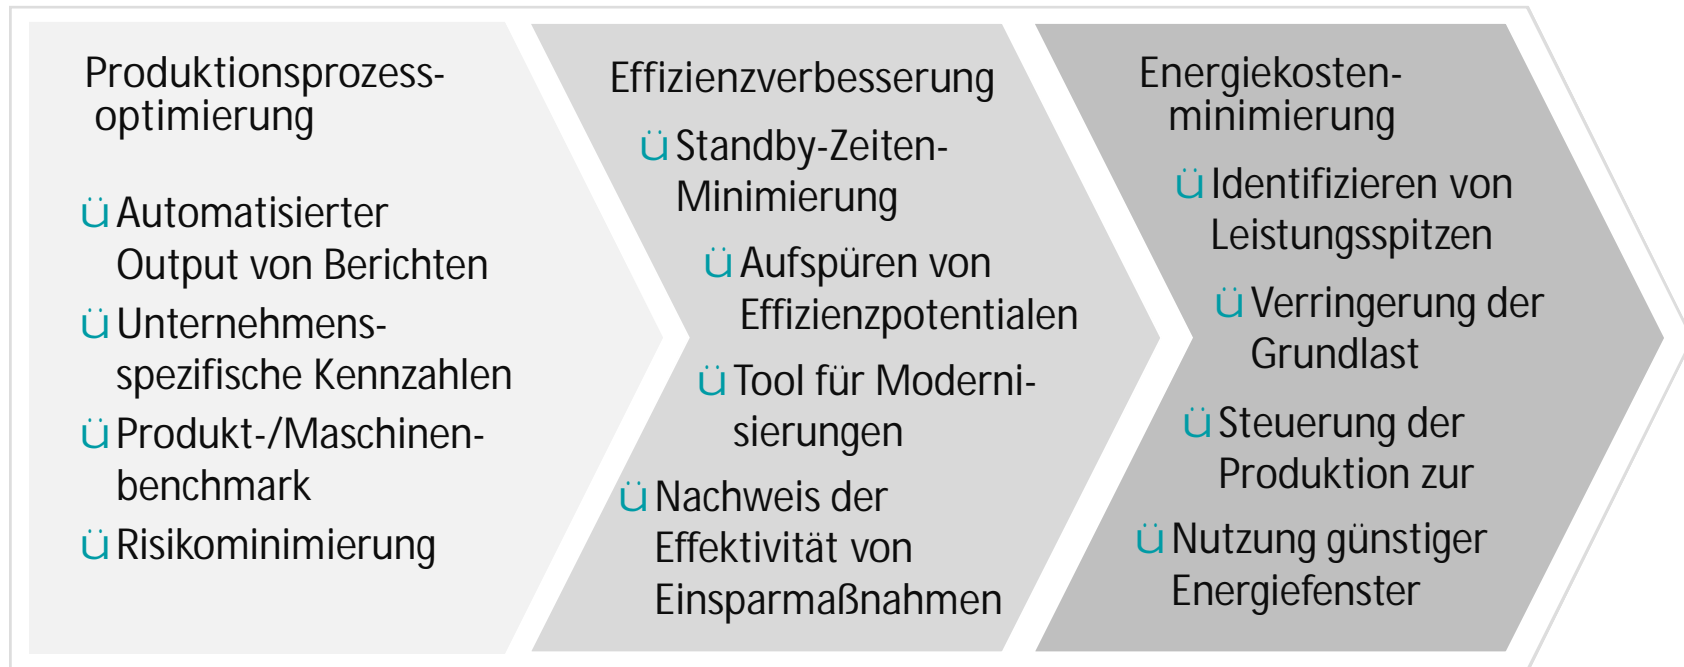 Produktionsprozess-
optimierung
ü Automatisierter
Output von Berichten
ü Unternehmens-
spezifische Kennzahlen
ü Produkt-/Maschinen-
benchmark
ü Risikominimierung
Effizienzverbesserung
ü Standby-Zeiten-
Minimierung
ü Aufspüren von
Effizienzpotentialen
ü Tool für Moderni-
sierungen
ü Nachweis der
Effektivität von
Einsparmaßnahmen
Energiekosten-
minimierung
ü Identifizieren von
Leistungsspitzen
ü Verringerung der
Grundlast
ü Steuerung der
Produktion zur
ü Nutzung günstiger
Energiefenster